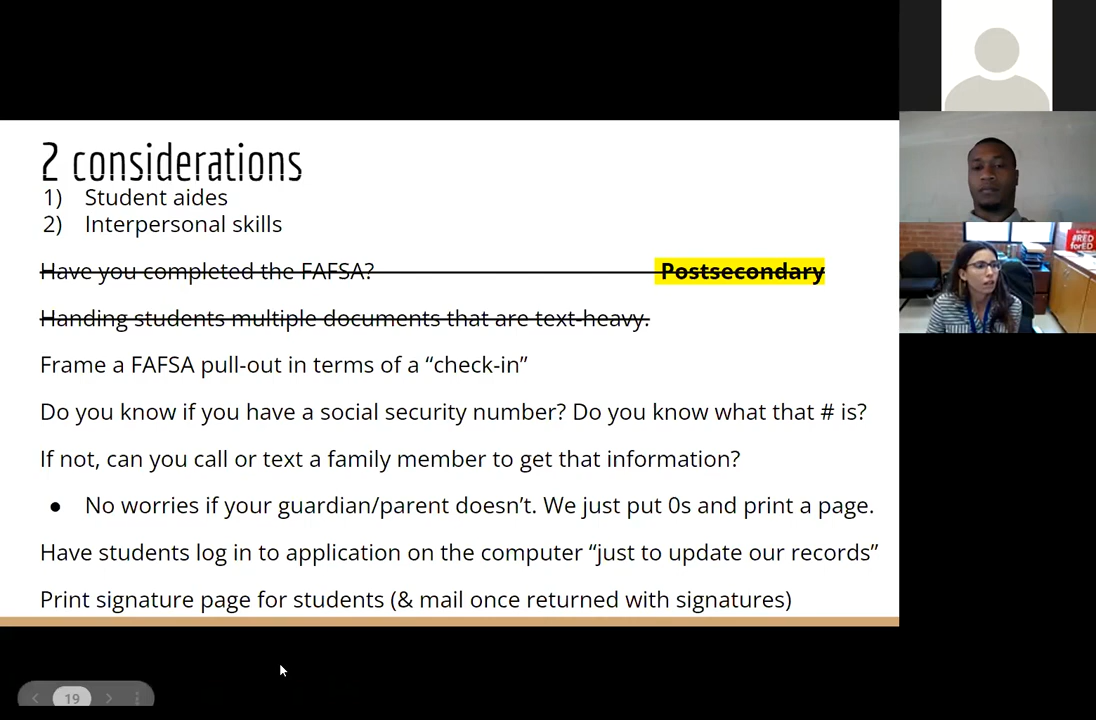 2 considerations
1) Student aides
2) Interpersonal skills
Have you completed the FAFSA? Postsecondary
Handing students multiple documents that are text-heavy.
Frame a FAFSA pull-out in terms of a “check-in”
Do you know if you have a social security number? Do you know what that # is?
If not, can you call or text a family member to get that information?
● No worries if your guardian/parent doesn’t. We just put 0s and print a page.
Have students log in to application on the computer “just to update our records”
Print signature page for students (& mail once returned with signatures)
19
#RED
forED